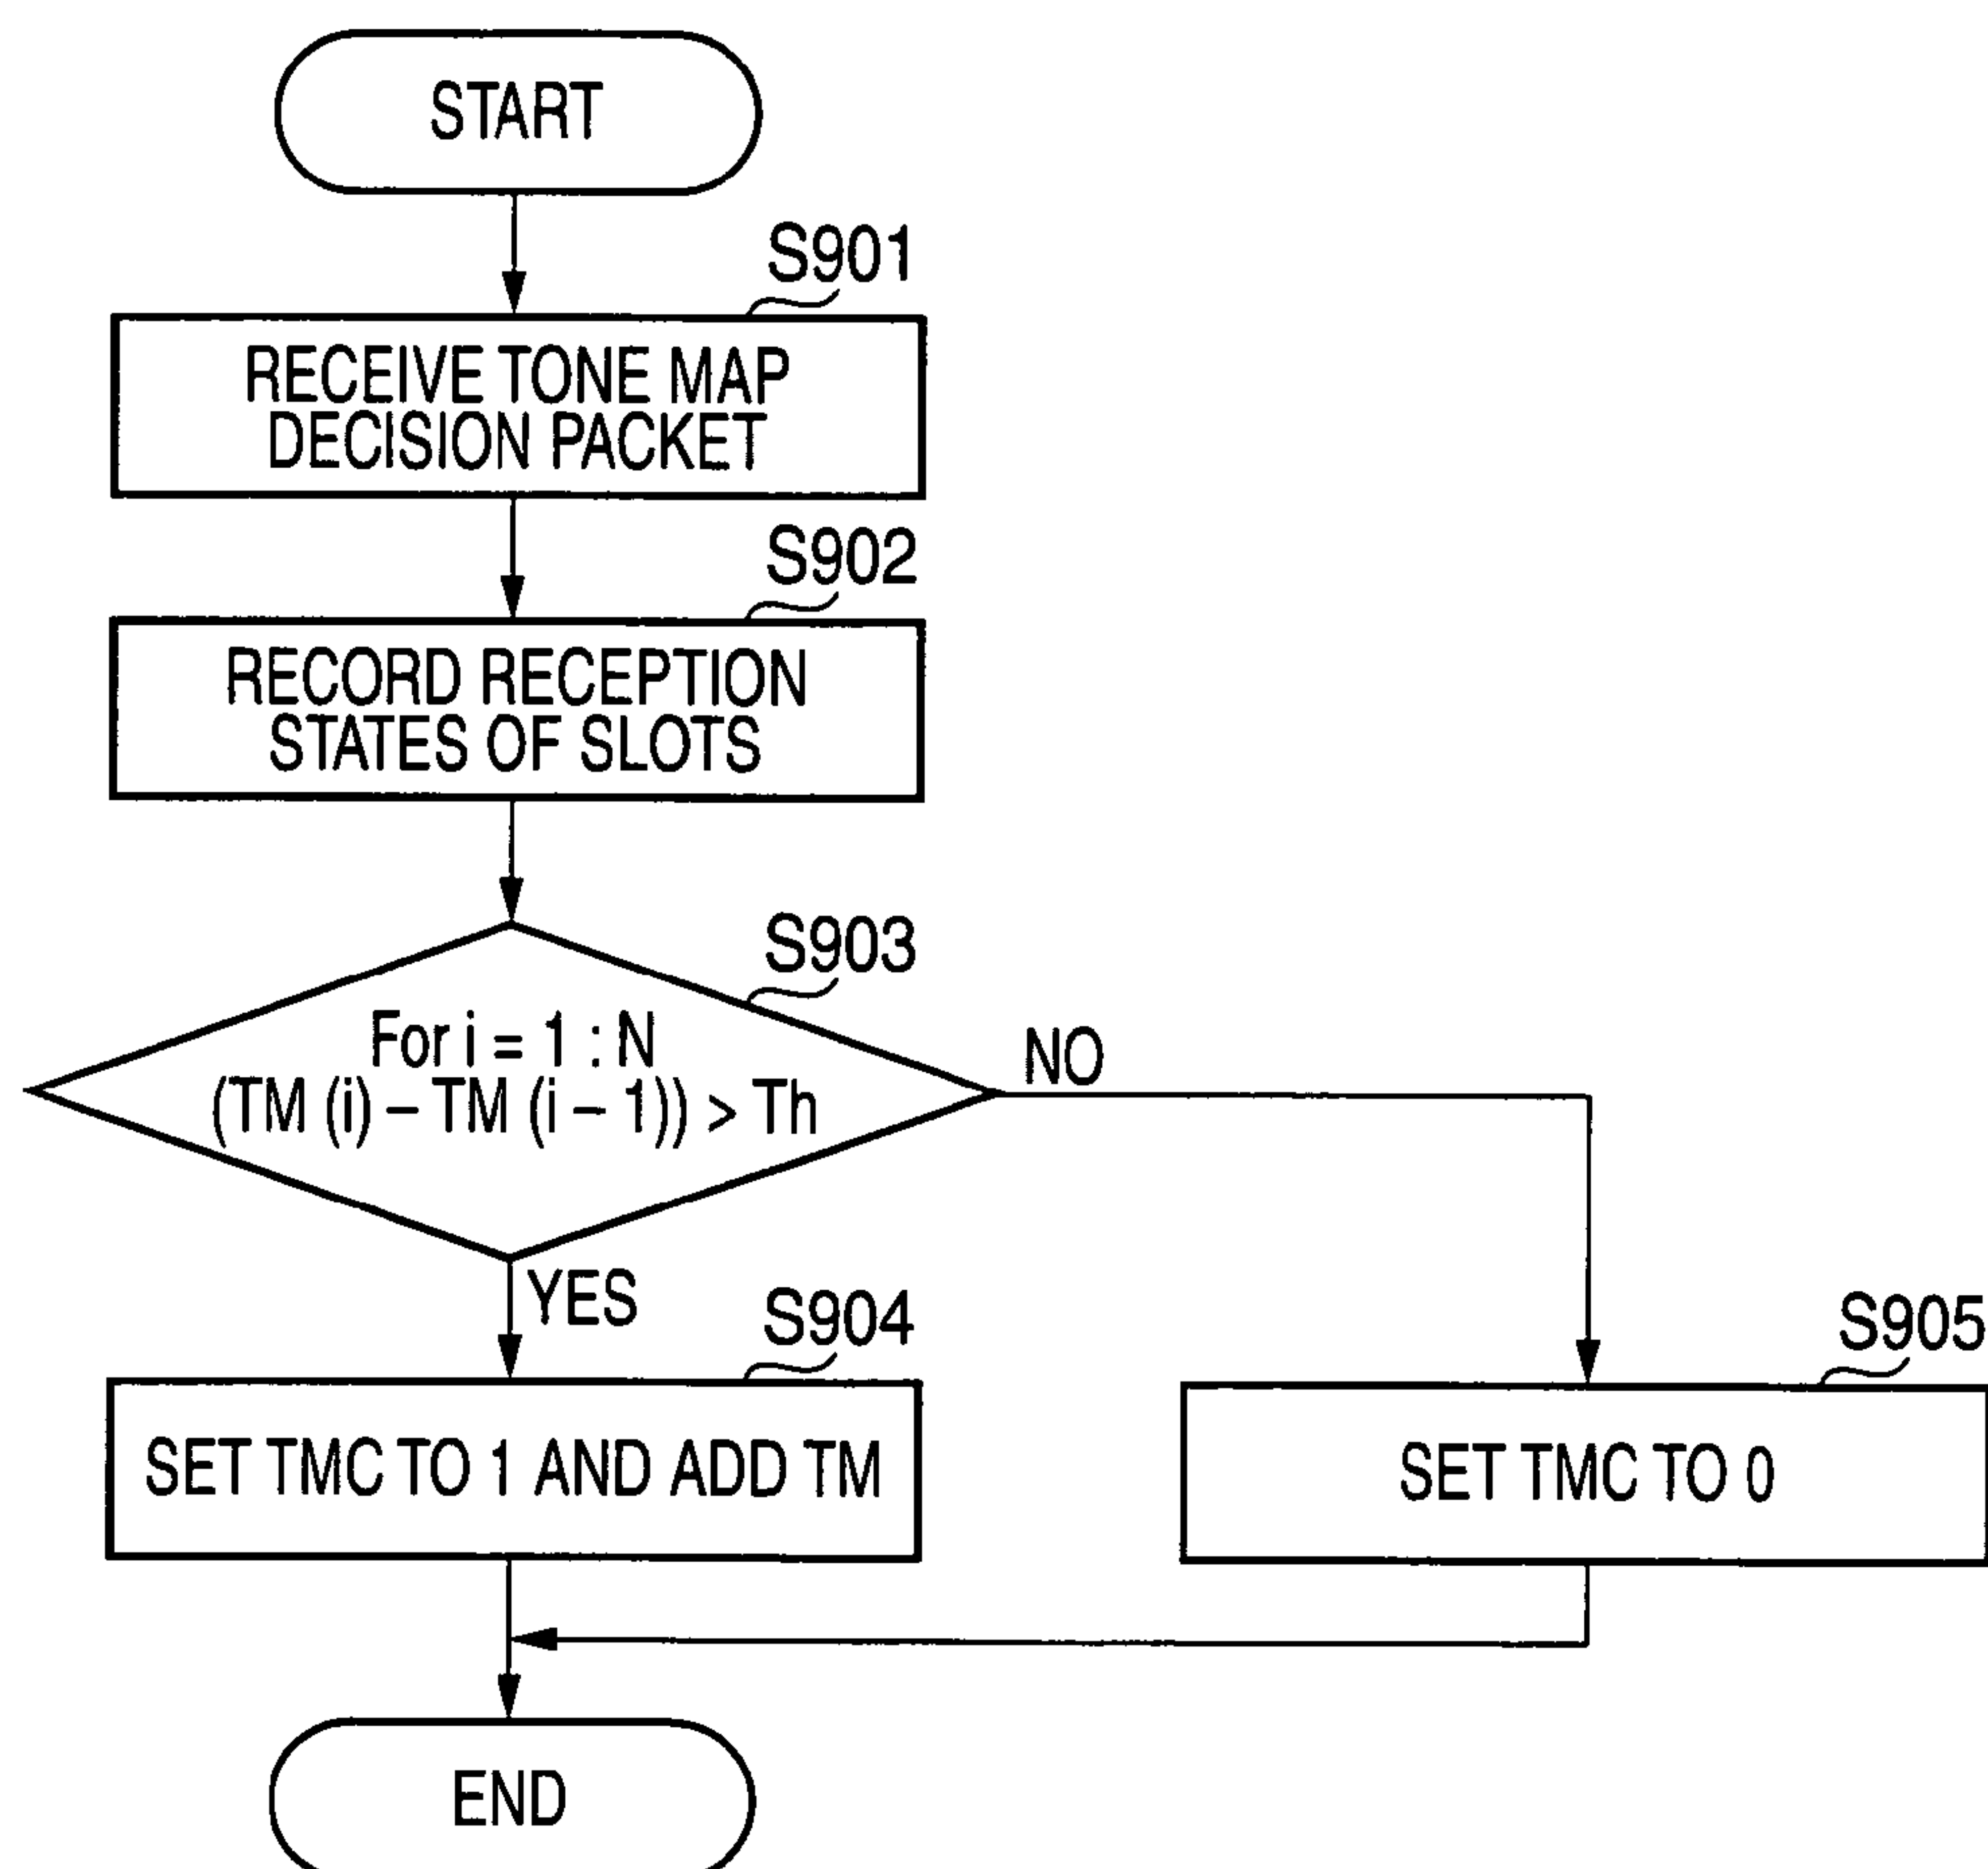 START
S901
RECEIVE TONE MAP
DECISION PACKET
S902
RECORD RECEPTION
STATES OF SLOTS
S903
For i = 1 : N
(TM (i) – TM (i – 1)) > Th
NO
YES
S904
SET TMC TO 1 AND ADD TM
S905
SET TMC TO 0
END